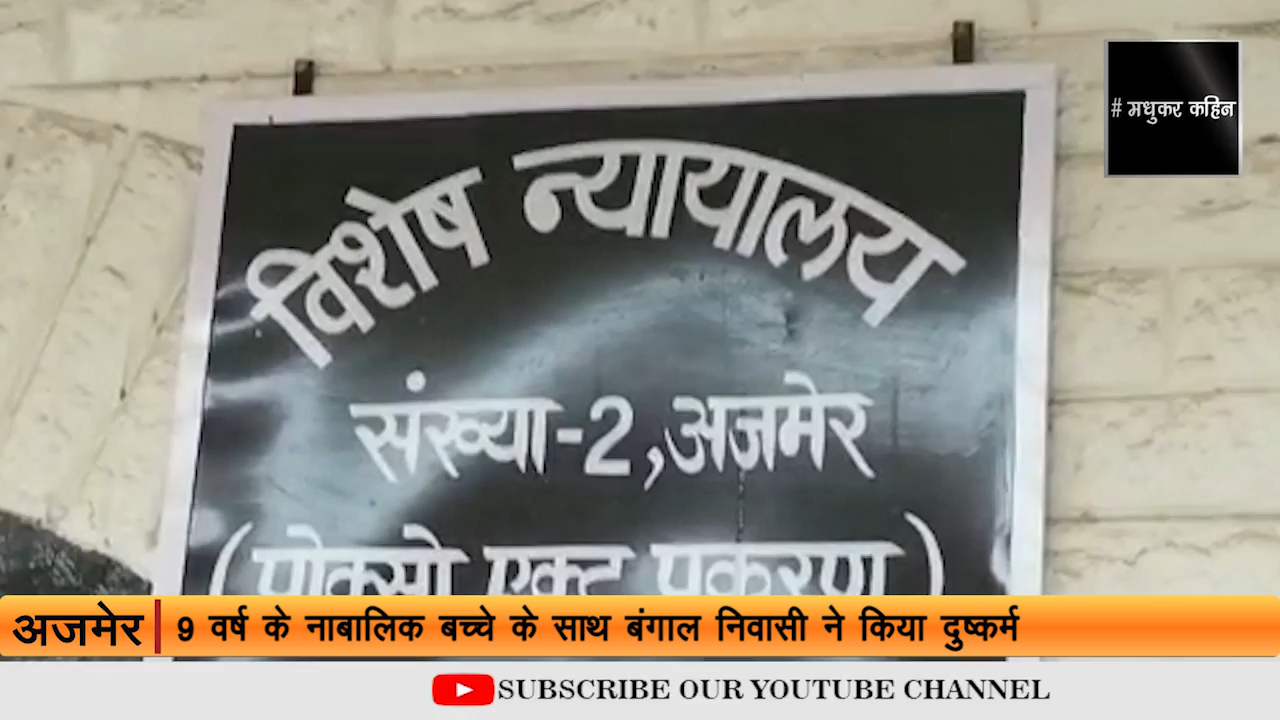 # मधुकर कहिन
विशेष न्यायालय
संख्या-2,अजमेर
(पोक्सो एक्ट प्रकरण)
अजमेर
9 वर्ष के नाबालिक बच्चे के साथ बंगाल निवासी ने किया दुष्कर्म
SUBSCRIBE OUR YOUTUBE CHANNEL